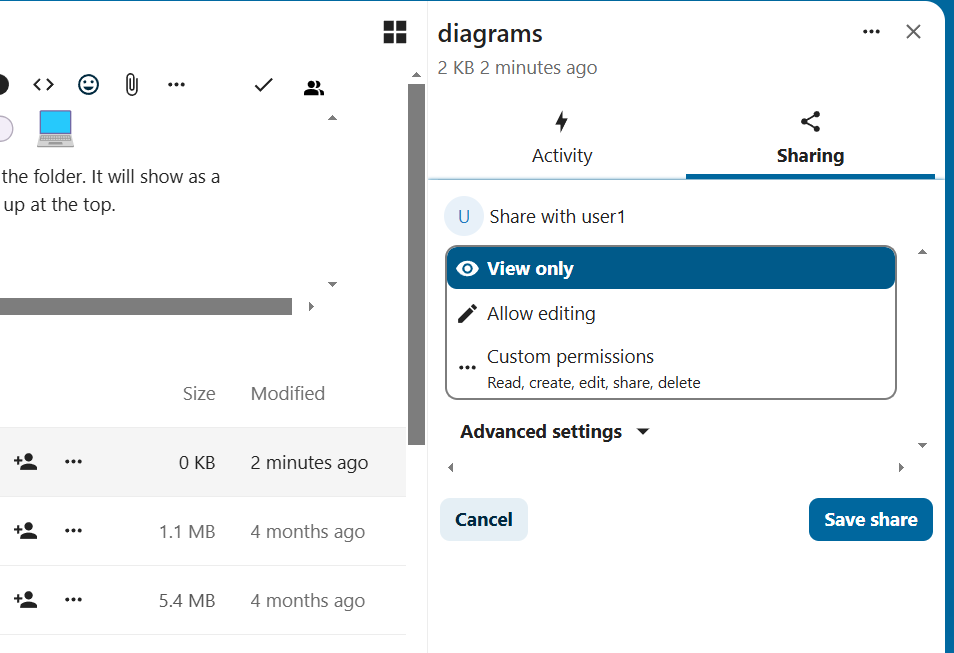 diagrams
2 KB 2 minutes ago
Activity
Sharing
the folder. It will show as a
up at the top.
U Share with user1
View only
Allow editing
Custom permissions
Read, create, edit, share, delete
Advanced settings
Cancel
Save share
Size Modified
0 KB 2 minutes ago
1.1 MB 4 months ago
5.4 MB 4 months ago